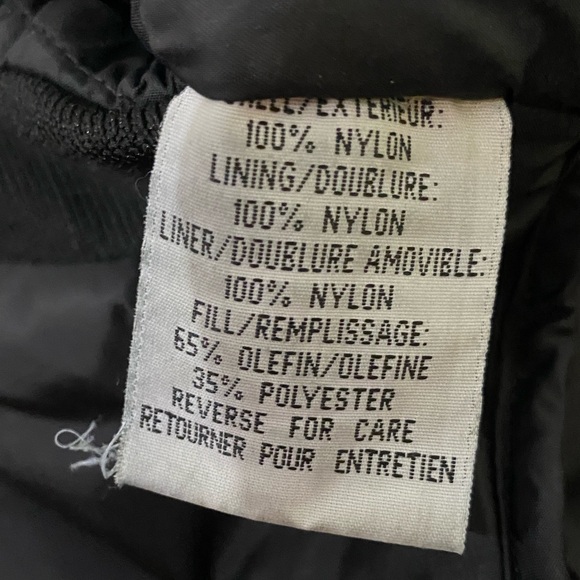 SHELL/EXTERIEUR:
100% NYLON
LINING/DOUBLURE:
100% NYLON
LINER/DOUBLURE AMOVIBLE:
100% NYLON
FILL/REMPLISSAGE:
65% OLEFIN/OLEFINE
35% POLYESTER
REVERSE FOR CARE
RETOURNER POUR ENTRETIEN